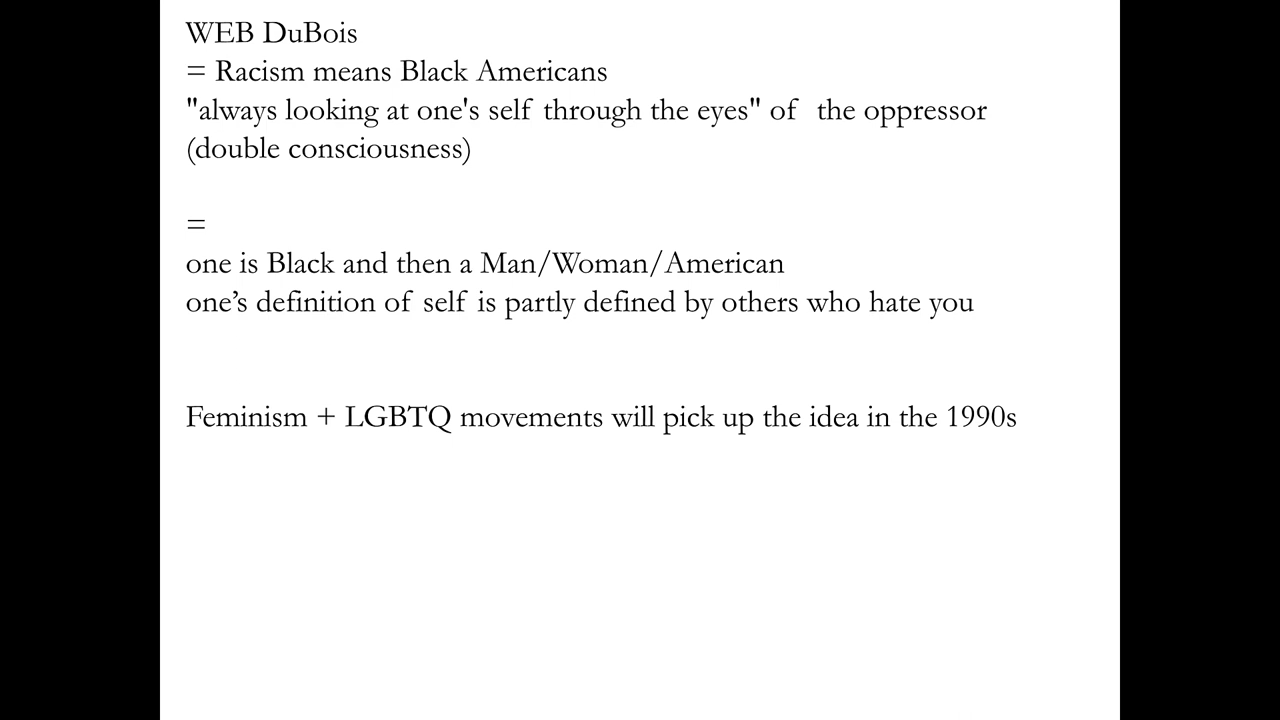 WEB DuBois
= Racism means Black Americans
"always looking at one's self through the eyes" of the oppressor
(double consciousness)
=
one is Black and then a Man/Woman/American
one’s definition of self is partly defined by others who hate you
Feminism + LGBTQ movements will pick up the idea in the 1990s